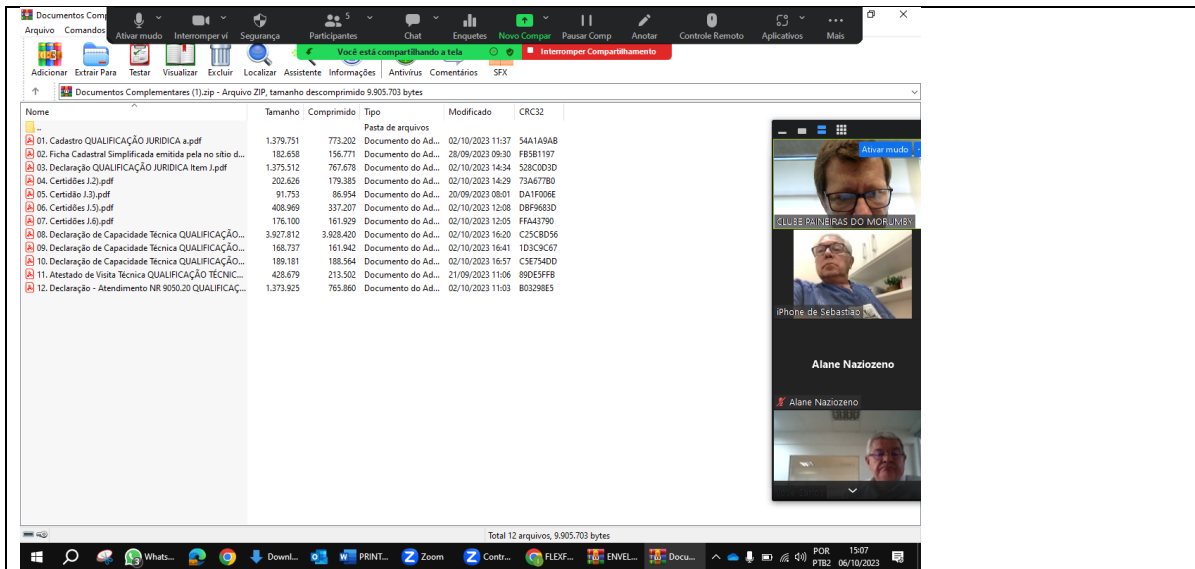 Documentos Comp
5
Arquivo Comandos
Ativar mudo Interromper ví Segurança Participantes Chat Enquetes Novo Compar Pausar Comp Anotar Controle Remoto Aplicativos Mais
Você está compartilhando a tela Interromper Compartilhamento
Adicionar Extrair Para Testar Visualizar Excluir Localizar Assistente Informações Antivírus Comentários SFX
Documentos Complementares (1).zip - Arquivo ZIP, tamanho descomprimido 9.905.703 bytes
Nome Tamanho Comprimido Tipo Modificado CRC32
.. Pasta de arquivos
01. Cadastro QUALIFICAÇÃO JURIDICA a.pdf 1.379.751 773.202 Documento do Ad... 02/10/2023 11:37 54A1A9AB
02. Ficha Cadastral Simplificada emitida pela no sítio d... 182.658 156.771 Documento do Ad... 28/09/2023 09:30 FB5B1197
03. Declaração QUALIFICAÇÃO JURIDICA Item J.pdf 1.375.512 767.678 Documento do Ad... 02/10/2023 14:34 528C0D3D
04. Certidões J.2).pdf 202.626 179.385 Documento do Ad... 02/10/2023 14:29 73A677B0
05. Certidão J.3).pdf 91.753 86.954 Documento do Ad... 20/09/2023 08:01 DA1F006E
06. Certidões J.5).pdf 408.969 337.207 Documento do Ad... 02/10/2023 12:08 DBF9683D
07. Certidões J.6).pdf 176.100 161.929 Documento do Ad... 02/10/2023 12:05 FFA43790
08. Declaração de Capacidade Técnica QUALIFICAÇÃO... 3.927.812 3.928.420 Documento do Ad... 02/10/2023 16:20 C25CBD56
09. Declaração de Capacidade Técnica QUALIFICAÇÃO... 168.737 161.942 Documento do Ad... 02/10/2023 16:41 1D3C9C67
10. Declaração de Capacidade Técnica QUALIFICAÇÃO... 189.181 188.564 Documento do Ad... 02/10/2023 16:57 C5E754DD
11. Atestado de Visita Técnica QUALIFICAÇÃO TÉCNIC... 428.679 213.502 Documento do Ad... 21/09/2023 11:06 89DE5FFB
12. Declaração - Atendimento NR 9050.20 QUALIFICAÇ... 1.373.925 765.860 Documento do Ad... 02/10/2023 11:03 B03298E5
Ativar mudo
CLUBE PAINEIRAS DO MORUMBY
iPhone de Sebastião
Alane Naziozeno
Alane Naziozeno
Total 12 arquivos, 9.905.703 bytes
Whats... Downl... PRINT... Zoom Contr... FLEXF... ENVEL... Docu... POR 15:07
PTB2 06/10/2023